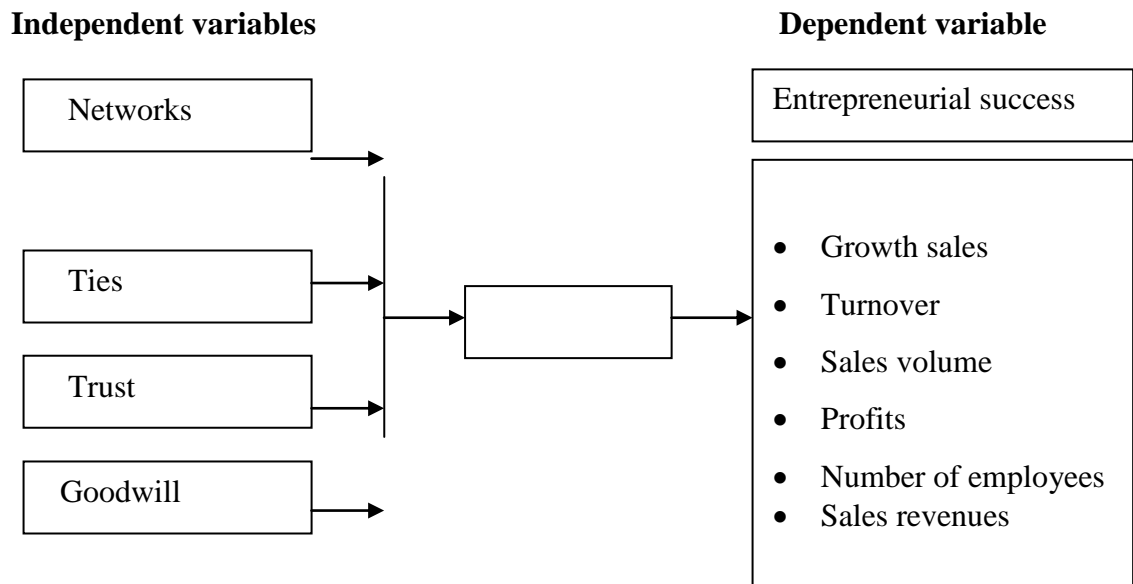 Independent variables
Dependent variable
Networks
Ties
Trust
Goodwill
Entrepreneurial success
• Growth sales
• Turnover
• Sales volume
• Profits
• Number of employees
• Sales revenues